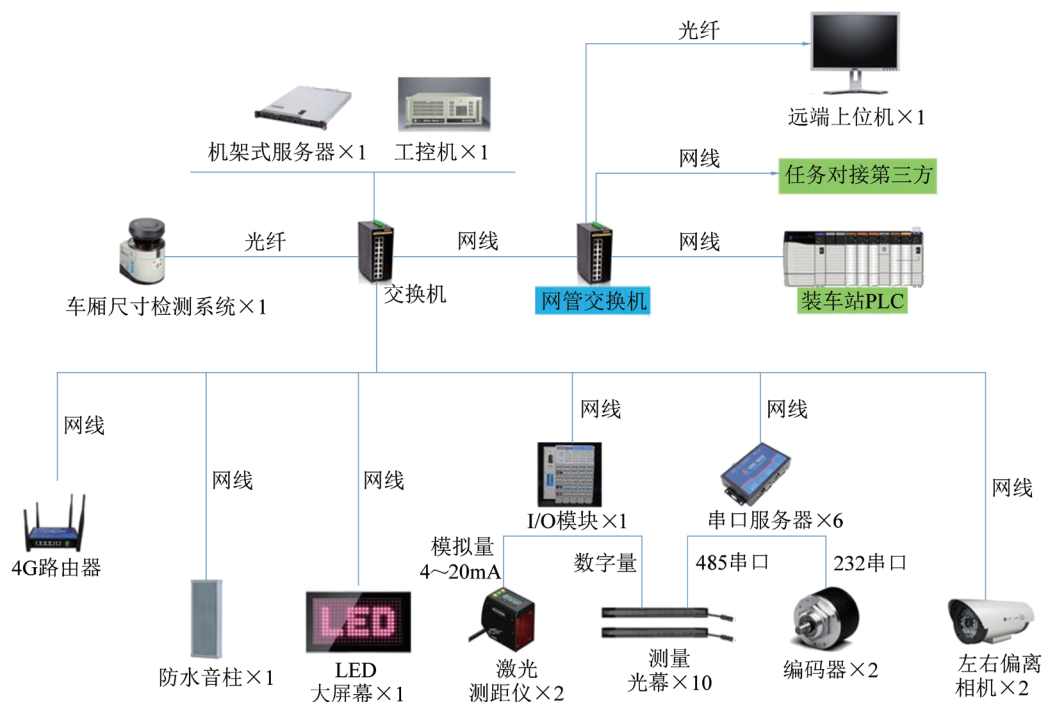 光纤
远端上位机×1
机架式服务器×1
工控机×1
网线
任务对接第三方
光纤
网线
网线
车厢尺寸检测系统×1
交换机
网管交换机
装车站PLC
网线
网线
网线
网线
网线
网线
网线
4G路由器
I/O模块×1
串口服务器×6
模拟量
4～20mA
数字量
485串口
232串口
LED
防水音柱×1
LED
大屏幕×1
激光
测距仪×2
测量
光幕×10
编码器×2
左右偏离
相机×2